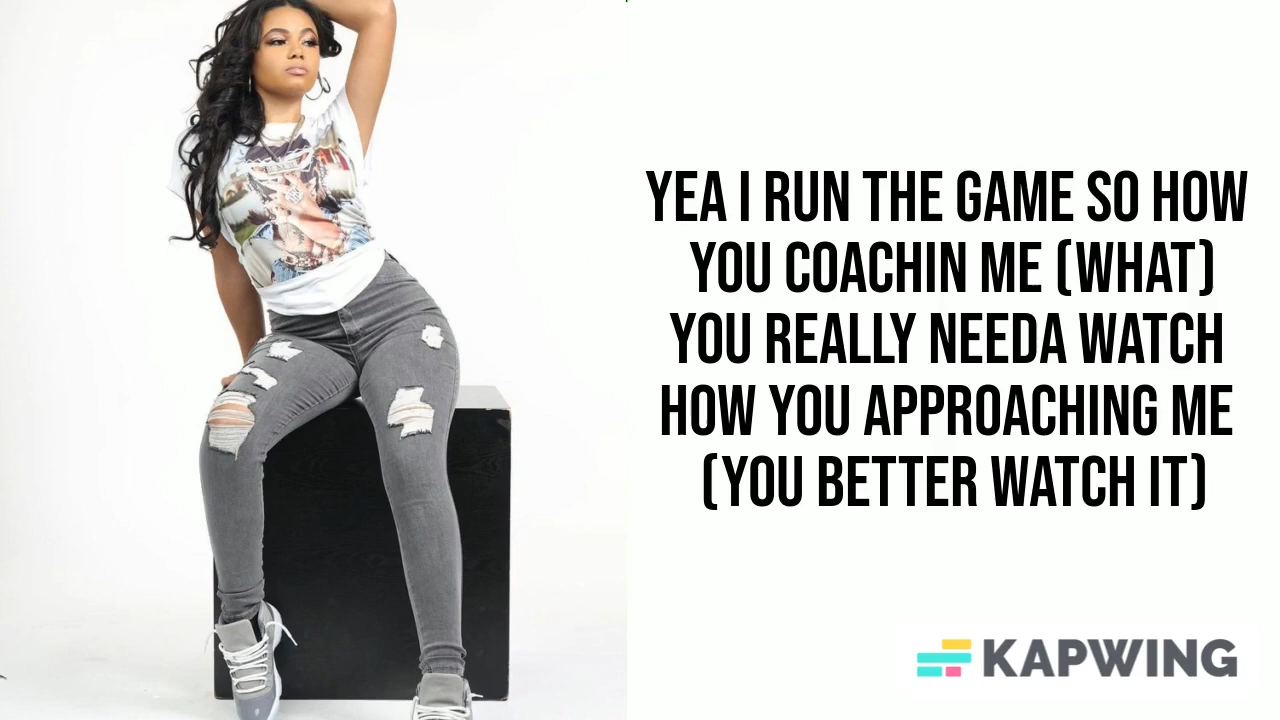 YEA I RUN THE GAME SO HOW
YOU COACHIN ME (WHAT)
YOU REALLY NEEDA WATCH
HOW YOU APPROACHING ME
(YOU BETTER WATCH IT)
KAPWING